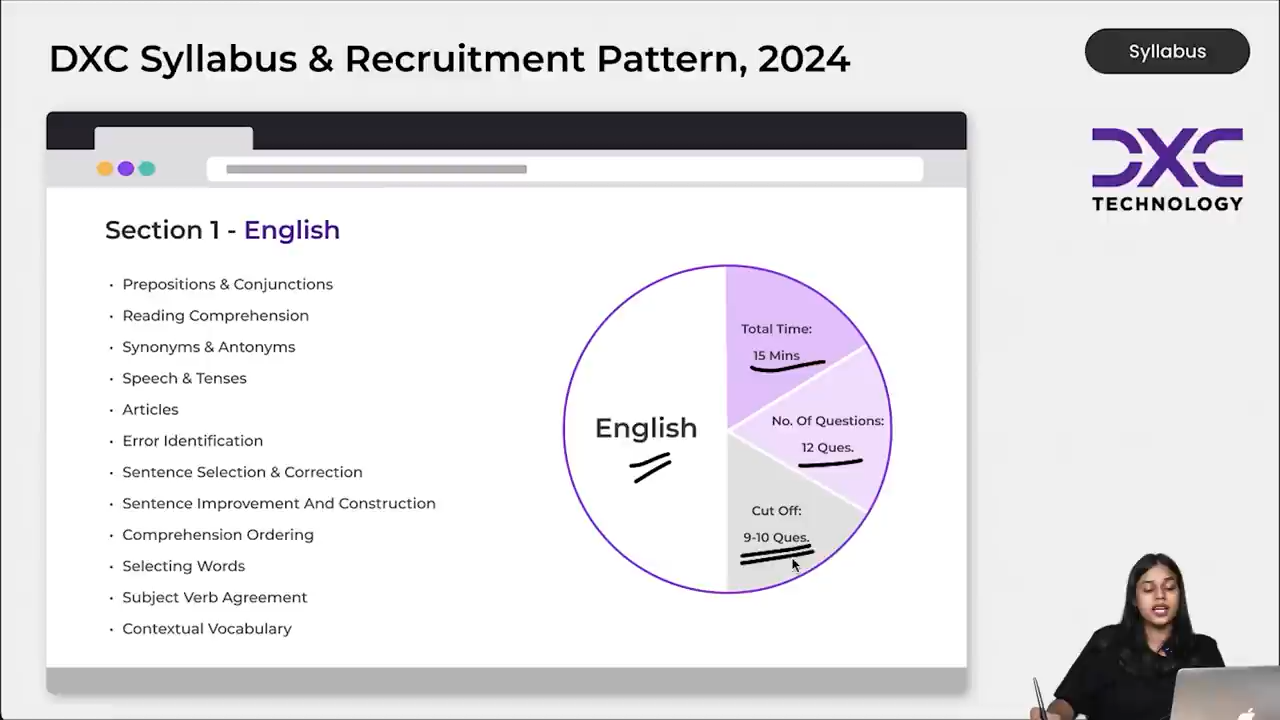 DXC Syllabus & Recruitment Pattern, 2024
Syllabus
DXC
TECHNOLOGY
Section 1 - English
• Prepositions & Conjunctions
• Reading Comprehension
• Synonyms & Antonyms
• Speech & Tenses
• Articles
• Error Identification
• Sentence Selection & Correction
• Sentence Improvement And Construction
• Comprehension Ordering
• Selecting Words
• Subject Verb Agreement
• Contextual Vocabulary
English
Total Time:
15 Mins
No. Of Questions:
12 Ques.
Cut Off:
9-10 Ques.